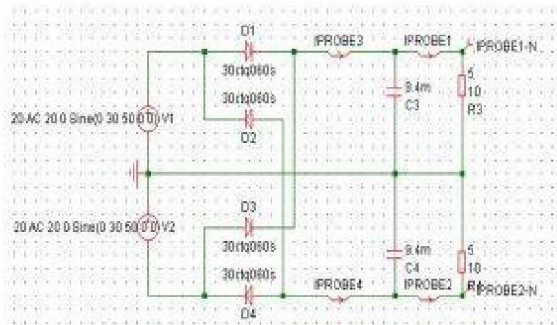 D1
IPROBE3
IPROBE1
IPROBE1-N
30ctq060s
5
10
R3
9.4m
C3
30ctq060s
D2
20 AC 20 0 Sine(0 30 50 0 0) V1
D3
20 AC 20 0 Sine(0 30 50 0 0) V2
30ctq060s
9.4m
C4
5
10
30ctq060s
IPROBE4
IPROBE2
IPROBE2-N
D4